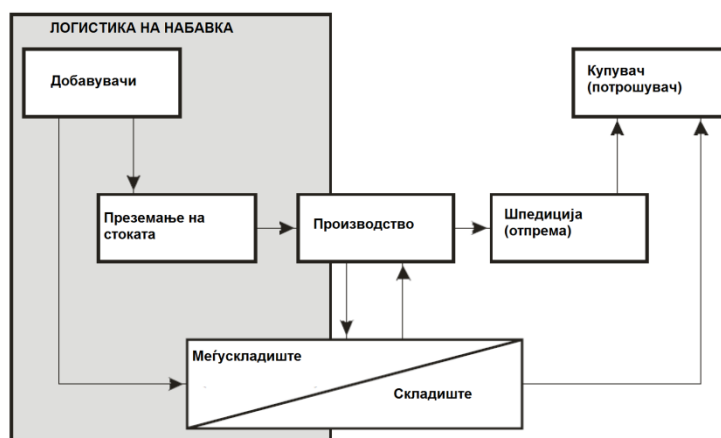 ЛОГИСТИКА НА НАБАВКА
Добавувачи
Купувач
(потрошувач)
Преземање на
стоката
Производство
Шпедиција
(отпрема)
Меѓускладиште
Складиште